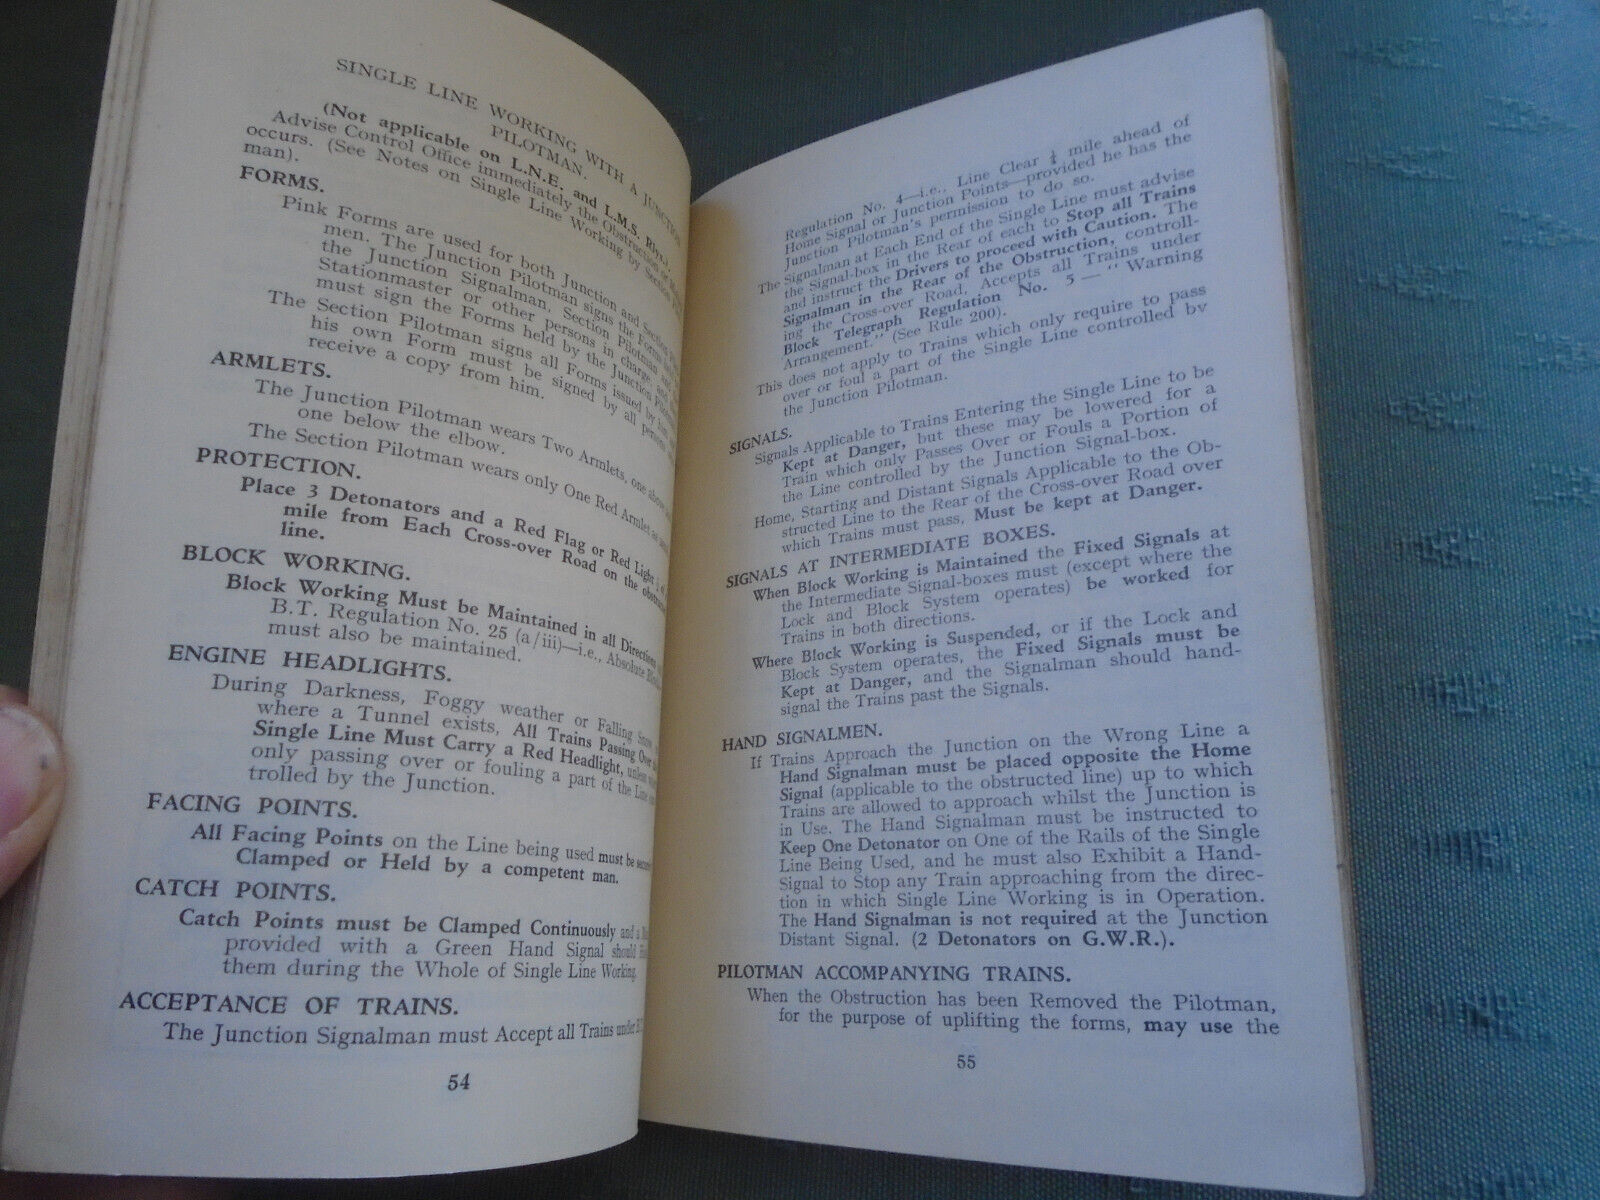 SINGLE LINE WORKING WITH A JUNCTION
PILOTMAN.
(Not applicable on L.N.E. and L.M.S. Rlys.)
Advise Control Office immediately the Obstruction or
occurs. (See Notes on Single Line Working by Section
man).
FORMS.
Pink Forms are used for both Junction and Section
men. The Junction Pilotman signs the Forms
the Junction Signalman, Section Pilotman and
Stationmaster or other persons in charge, and
must sign the Forms held by the Junction
The Section Pilotman signs all Forms issued by
his own Form must be signed by all persons
receive a copy from him.
ARMLETS.
The Junction Pilotman wears Two Armlets, one above
one below the elbow.
The Section Pilotman wears only One Red Armlet as
PROTECTION.
Place 3 Detonators and a Red Flag or Red Light
mile from Each Cross-over Road on the
line.
BLOCK WORKING.
Block Working Must be Maintained in all Directions
B.T. Regulation No. 25 (a/iii)—i.e., Absolute
must also be maintained.
ENGINE HEADLIGHTS.
During Darkness, Foggy weather or Falling Snow
where a Tunnel exists, All Trains Passing Over
Single Line Must Carry a Red Headlight, unless
only passing over or fouling a part of the Line
trolled by the Junction.
FACING POINTS.
All Facing Points on the Line being used must be
Clamped or Held by a competent man.
CATCH POINTS.
Catch Points must be Clamped Continuously and a
provided with a Green Hand Signal should
them during the Whole of Single Line Working.
ACCEPTANCE OF TRAINS.
The Junction Signalman must Accept all Trains under
54
Regulation No. 4—i.e., Line Clear ¼ mile ahead of
Home Signal or Junction Points—provided he has the
Junction Pilotman's permission to do so.
The Signalman at Each End of the Single Line must advise
the Signal-box in the Rear of each to Stop all Trains
and instruct the Drivers to proceed with Caution. The
Signalman in the Rear of the Obstruction, controll-
ing the Cross-over Road, Accepts all Trains under
Block Telegraph Regulation No. 5 — "Warning
Arrangement." (See Rule 200).
This does not apply to Trains which only require to pass
over or foul a part of the Single Line controlled by
the Junction Pilotman.
SIGNALS.
Signals Applicable to Trains Entering the Single Line to be
Kept at Danger, but these may be lowered for a
Train which only Passes Over or Fouls a Portion of
the Line controlled by the Junction Signal-box.
Home, Starting and Distant Signals Applicable to the Ob-
structed Line to the Rear of the Cross-over Road over
which Trains must pass, Must be kept at Danger.
SIGNALS AT INTERMEDIATE BOXES.
When Block Working is Maintained the Fixed Signals at
the Intermediate Signal-boxes must (except where the
Lock and Block System operates) be worked for
Trains in both directions.
Where Block Working is Suspended, or if the Lock and
Block System operates, the Fixed Signals must be
Kept at Danger, and the Signalman should hand-
signal the Trains past the Signals.
HAND SIGNALMEN.
If Trains Approach the Junction on the Wrong Line a
Hand Signalman must be placed opposite the Home
Signal (applicable to the obstructed line) up to which
Trains are allowed to approach whilst the Junction is
in Use. The Hand Signalman must be instructed to
Keep One Detonator on One of the Rails of the Single
Line Being Used, and he must also Exhibit a Hand-
Signal to Stop any Train approaching from the direc-
tion in which Single Line Working is in Operation.
The Hand Signalman is not required at the Junction
Distant Signal. (2 Detonators on G.W.R.).
PILOTMAN ACCOMPANYING TRAINS.
When the Obstruction has been Removed the Pilotman,
for the purpose of uplifting the forms, may use the
55